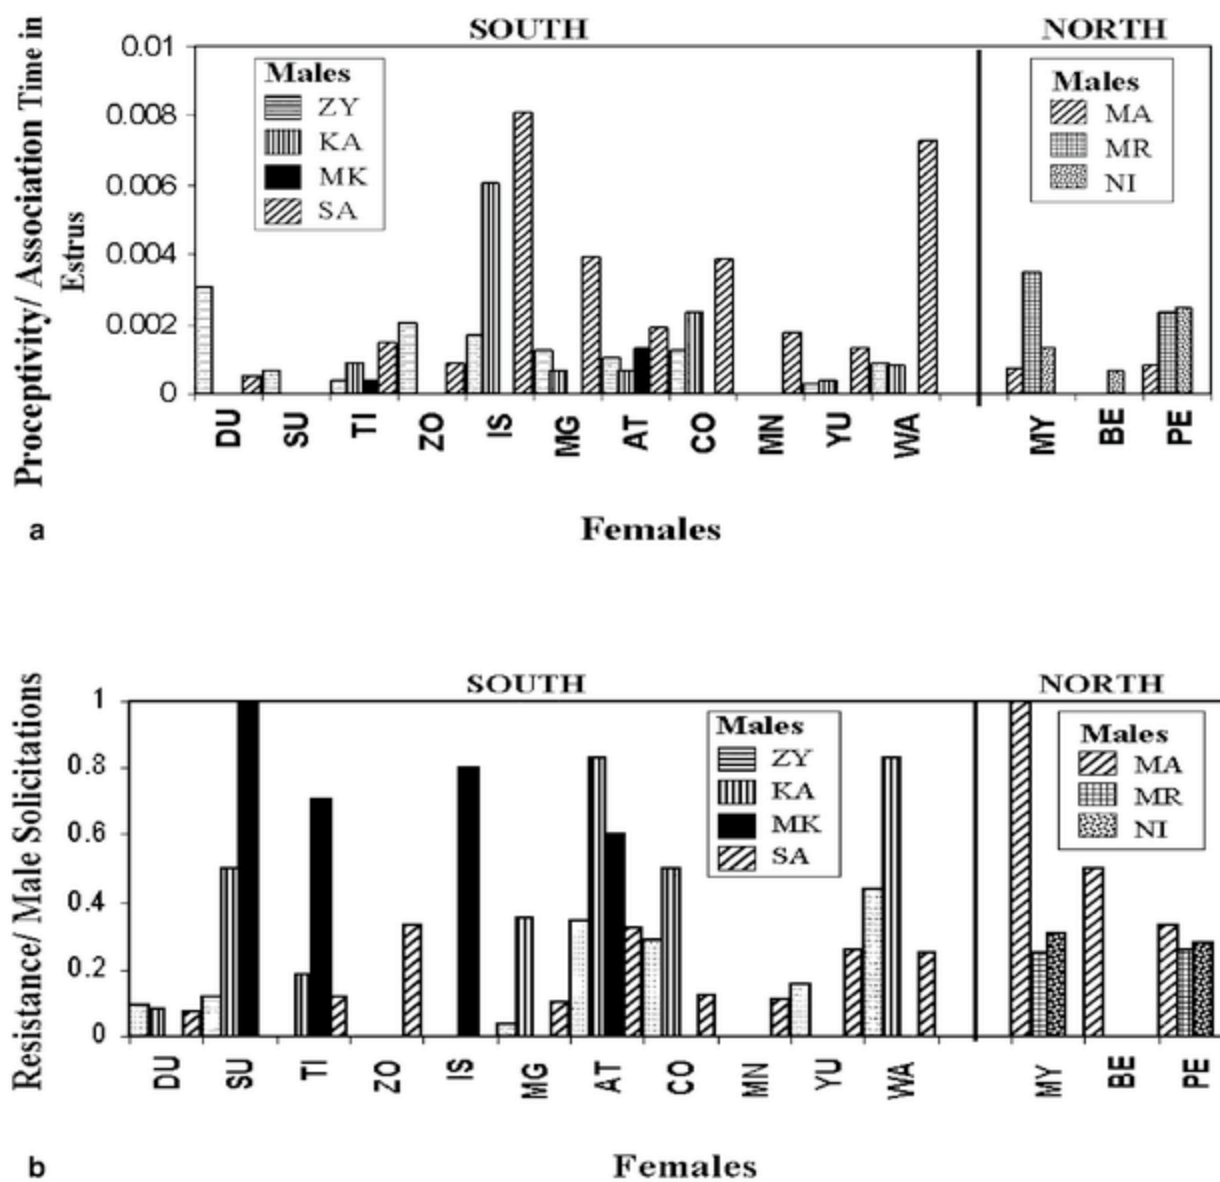 SOUTH NORTH
Proceptivity/ Association Time in
Estrus
0.01
0.008
0.006
0.004
0.002
0
Males
ZY
KA
MK
SA
Males
MA
MR
NI
DU SU TI ZO IS MG AT CO MN YU WA MY BE PE
a
Females
SOUTH NORTH
Resistance/ Male Solicitations
1
0.8
0.6
0.4
0.2
0
Males
ZY
KA
MK
SA
Males
MA
MR
NI
DU SU TI ZO IS MG AT CO MN YU WA MY BE PE
b
Females